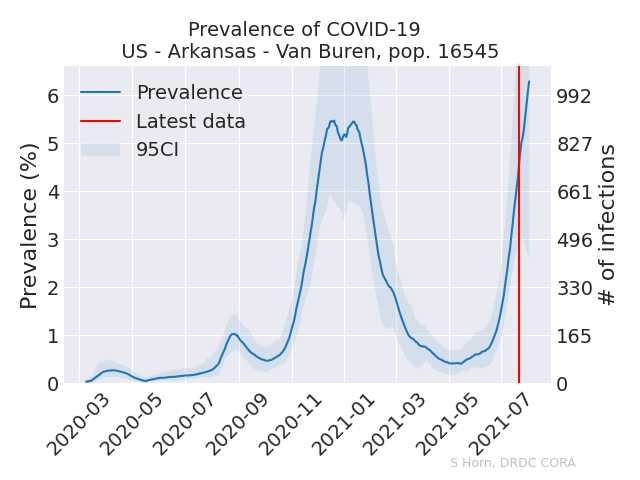 Prevalence of COVID-19
US - Arkansas - Van Buren, pop. 16545
Prevalence
Latest data
95CI
Prevalence (%)
6
5
4
3
2
1
0
992
827
661
496
330
165
0
# of infections
2020-03
2020-05
2020-07
2020-09
2020-11
2021-01
2021-03
2021-05
2021-07
S Horn, DRDC CORA